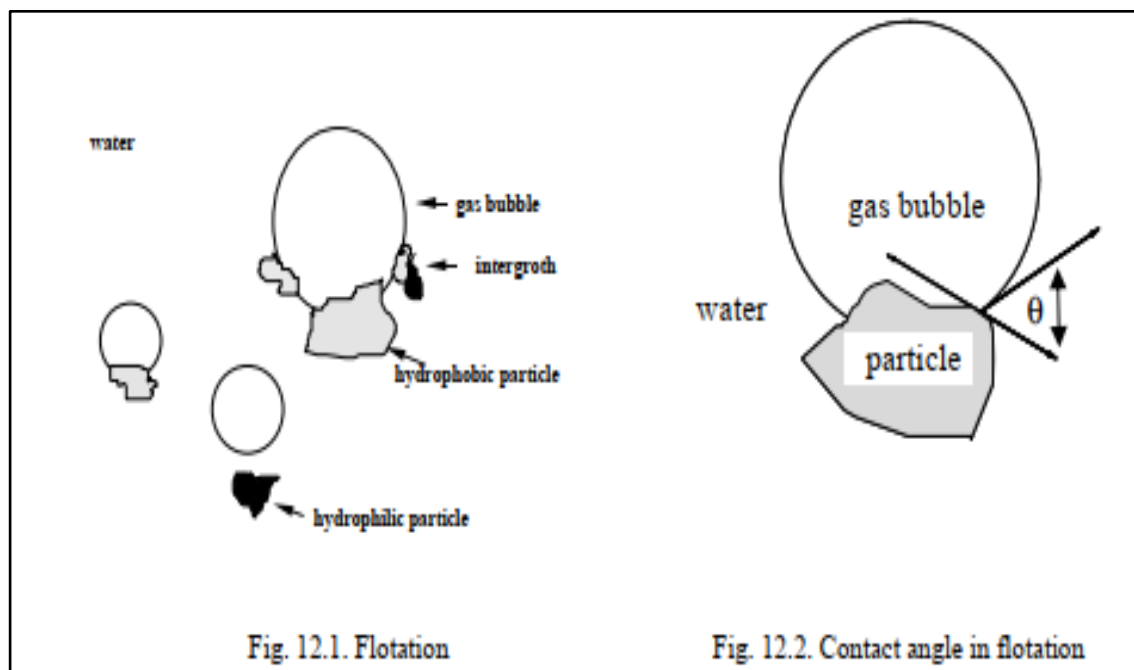 water
gas bubble
intergroth
hydrophobic particle
hydrophilic particle
Fig. 12.1. Flotation
gas bubble
water
θ
particle
Fig. 12.2. Contact angle in flotation